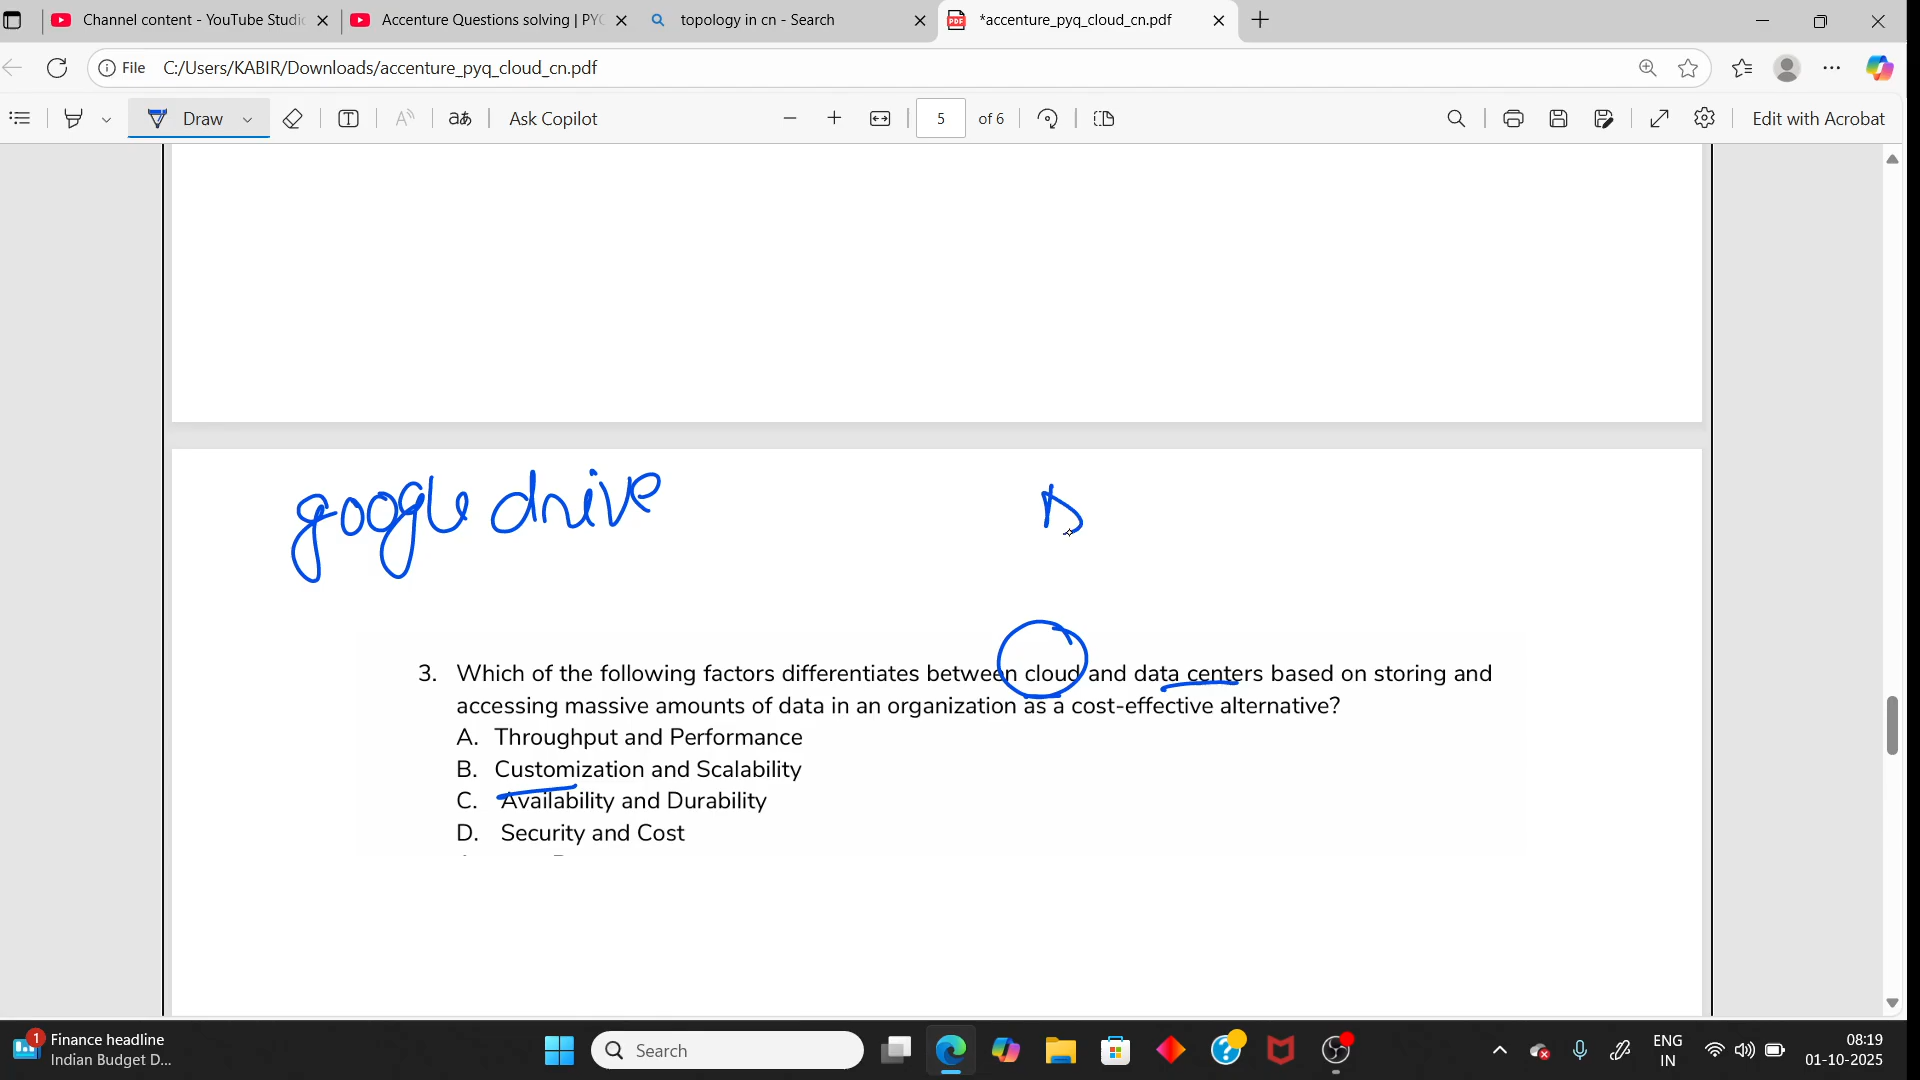 Channel content - YouTube Studio
Accenture Questions solving | PYQ
topology in cn - Search
*accenture_pyq_cloud_cn.pdf
File C:/Users/KABIR/Downloads/accenture_pyq_cloud_cn.pdf
Draw
T
aあ
Ask Copilot
5 of 6
Edit with Acrobat
google drive
D
3. Which of the following factors differentiates between cloud and data centers based on storing and
accessing massive amounts of data in an organization as a cost-effective alternative?
A. Throughput and Performance
B. Customization and Scalability
C. Availability and Durability
D. Security and Cost
1 Finance headline
Indian Budget D...
Search
ENG
IN
08:19
01-10-2025